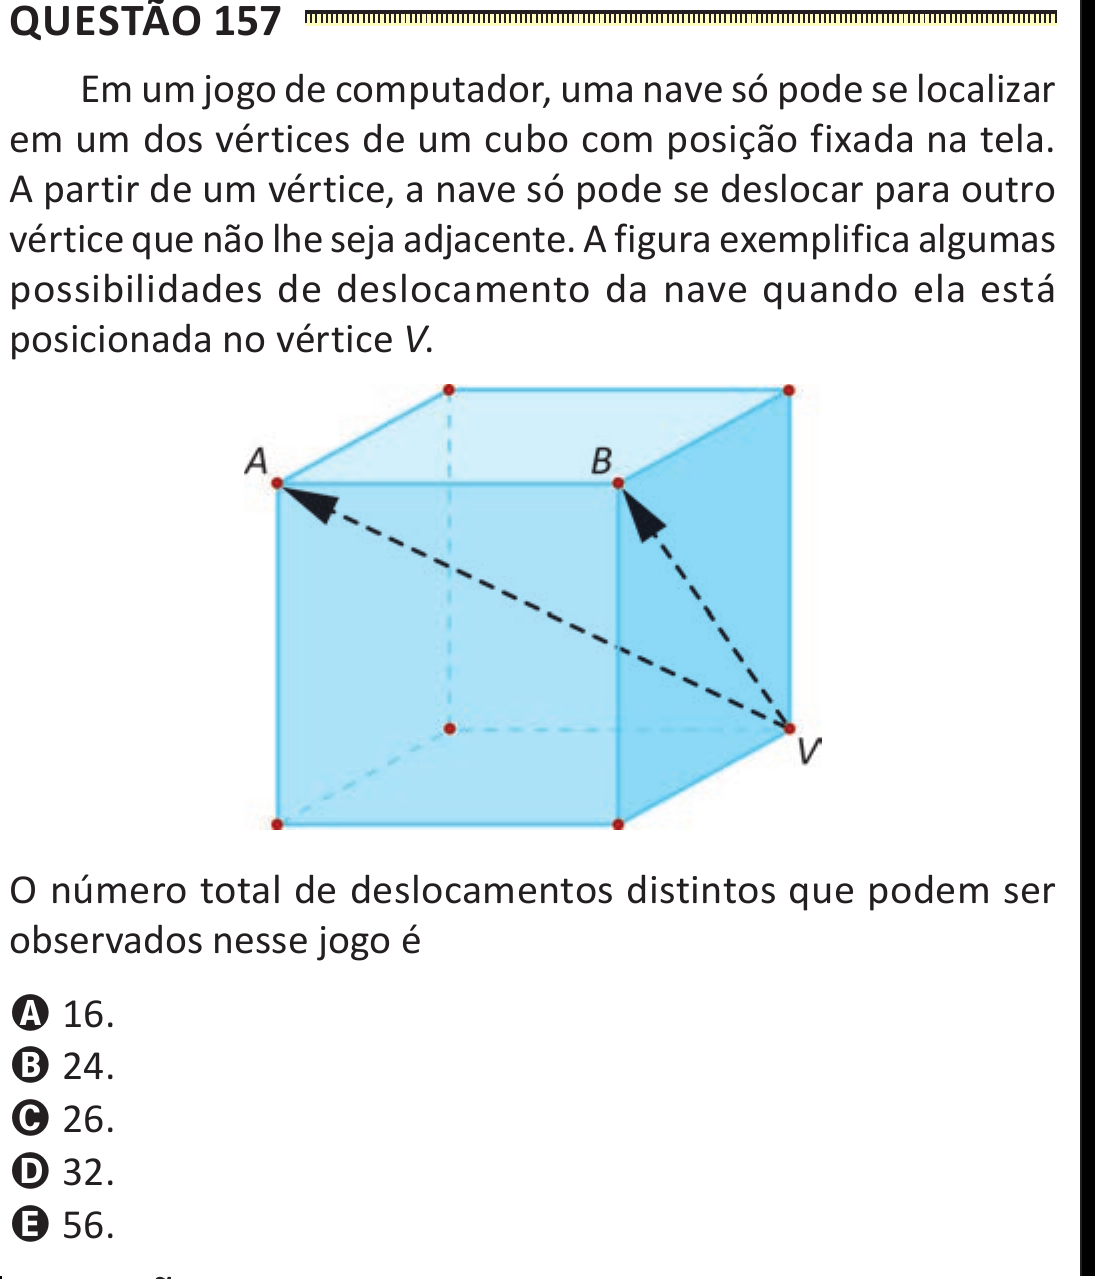 QUESTÃO 157
Em um jogo de computador, uma nave só pode se localizar
em um dos vértices de um cubo com posição fixada na tela.
A partir de um vértice, a nave só pode se deslocar para outro
vértice que não lhe seja adjacente. A figura exemplifica algumas
possibilidades de deslocamento da nave quando ela está
posicionada no vértice V.
A
B
V
O número total de deslocamentos distintos que podem ser
observados nesse jogo é
A 16.
B 24.
C 26.
D 32.
E 56.